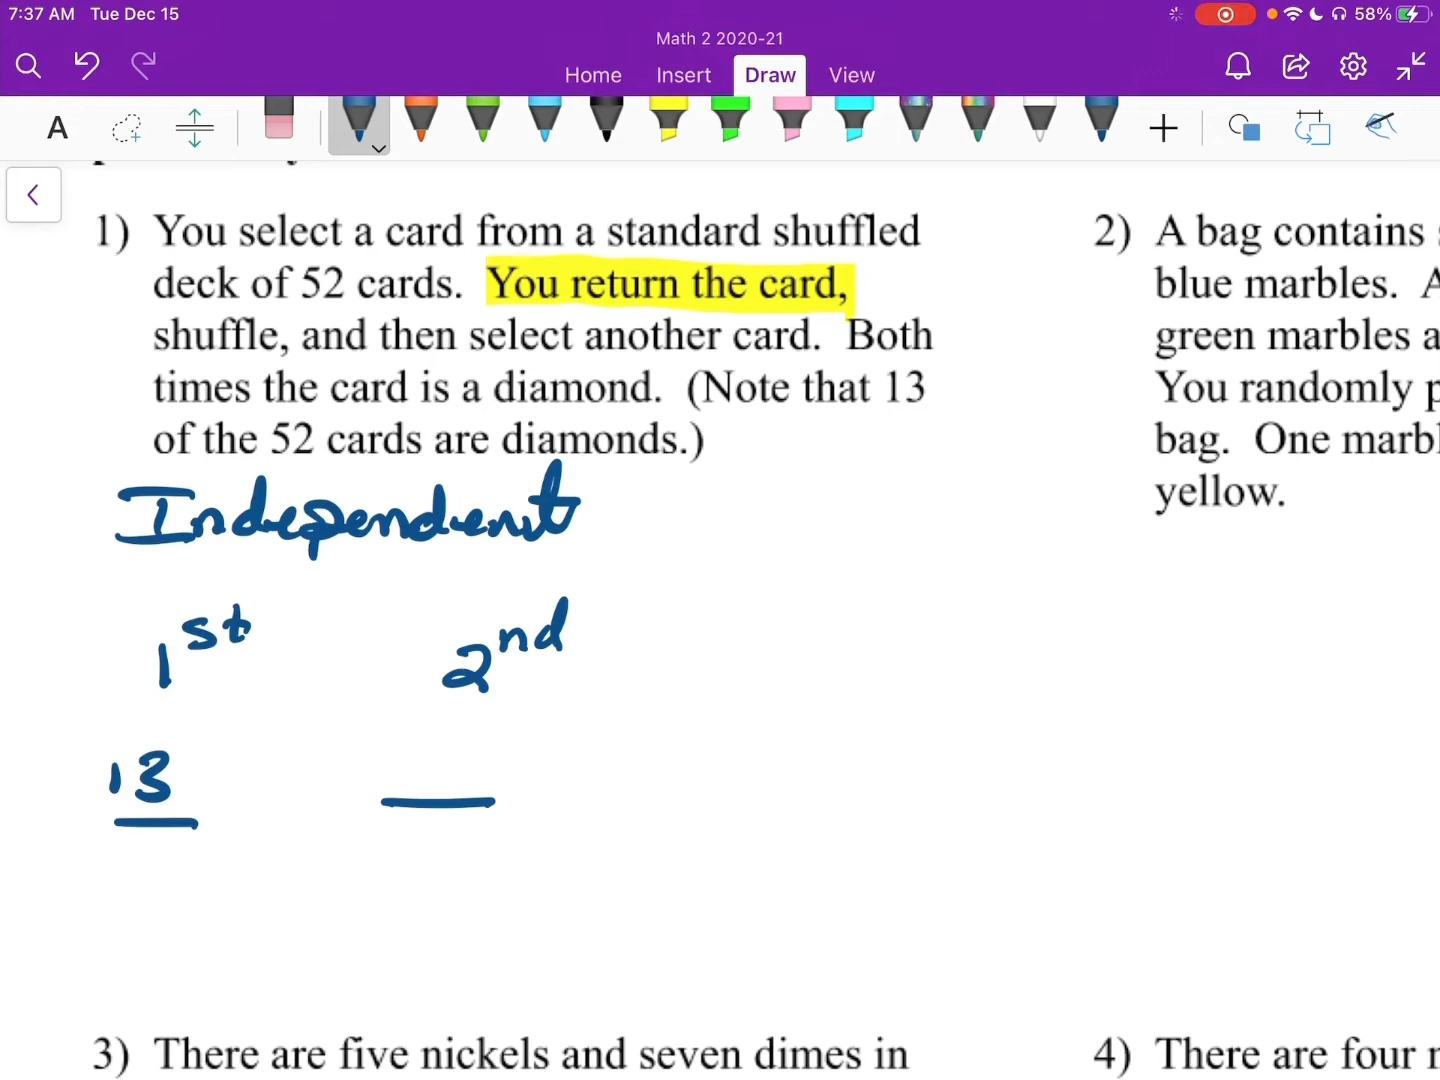 7:37 AM Tue Dec 15
58%
Math 2 2020-21
Home Insert Draw View
A
1) You select a card from a standard shuffled
deck of 52 cards. You return the card,
shuffle, and then select another card. Both
times the card is a diamond. (Note that 13
of the 52 cards are diamonds.)
Independent
1st 2nd
13
2) A bag contains
blue marbles.
green marbles
You randomly
bag. One
yellow.
3) There are five nickels and seven dimes in
4) There are four